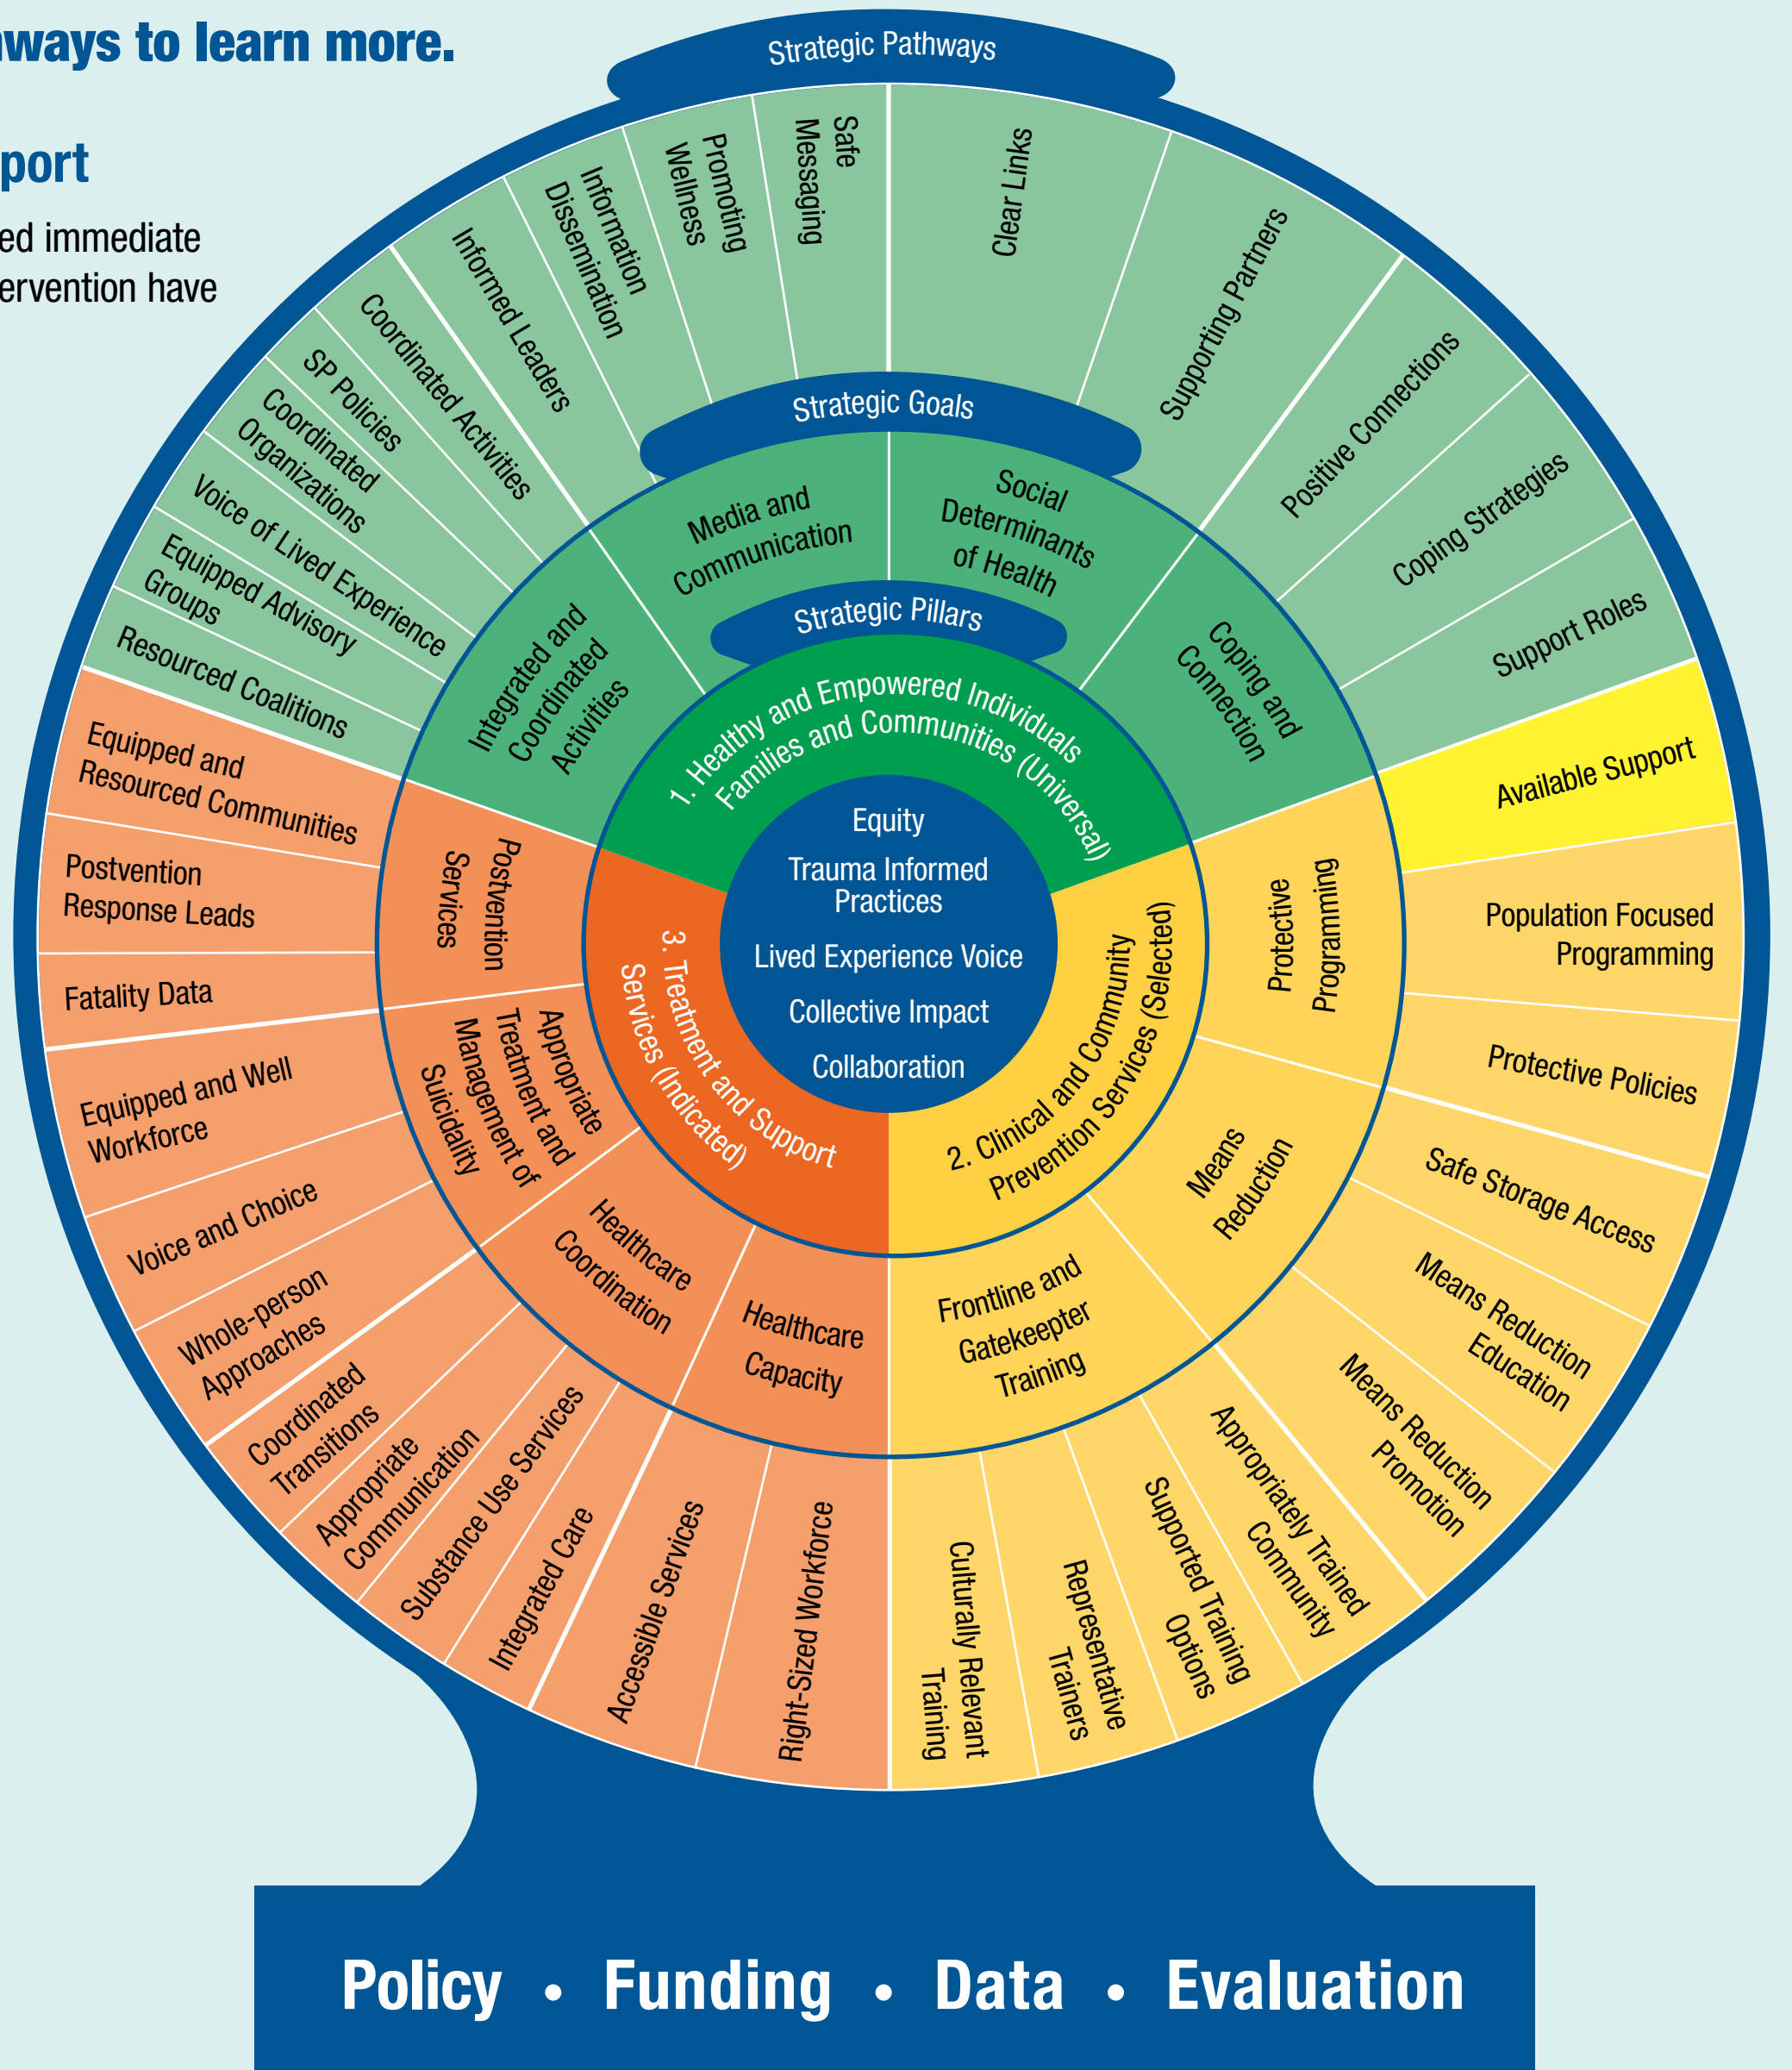 ways to learn more.
port
ed immediate
ervention have
Strategic Pathways
Safe
Messaging
Promoting
Wellness
Information
Dissemination
Informed Leaders
Clear Links
Supporting Partners
Positive Connections
Coping Strategies
Support Roles
Available Support
Population Focused
Programming
Protective Policies
Safe Storage Access
Means Reduction
Education
Means Reduction
Promotion
Appropriately Trained
Community
Supported Training
Options
Representative
Trainers
Culturally Relevant
Training
Right-Sized Workforce
Accessible Services
Integrated Care
Substance Use Services
Appropriate
Communication
Coordinated
Transitions
Whole-person
Approaches
Voice and Choice
Equipped and Well
Workforce
Fatality Data
Postvention
Response Leads
Equipped and
Resourced Communities
Resourced Coalitions
Equipped Advisory
Groups
Voice of Lived Experience
Coordinated
Organizations
SP Policies
Coordinated Activities
Strategic Goals
Media and
Communication
Social
Determinants
of Health
Coping and
Connection
Protective
Programming
Means
Reduction
Frontline and
Gatekeeper
Training
Healthcare
Capacity
Healthcare
Coordination
Appropriate
Treatment and
Management of
Suicidality
Postvention
Services
Integrated and
Coordinated
Activities
Strategic Pillars
1. Healthy and Empowered Individuals
Families and Communities (Universal)
2. Clinical and Community
Prevention Services (Selected)
3. Treatment and Support
Services (Indicated)
Equity
Trauma Informed
Practices
Lived Experience Voice
Collective Impact
Collaboration
Policy • Funding • Data • Evaluation